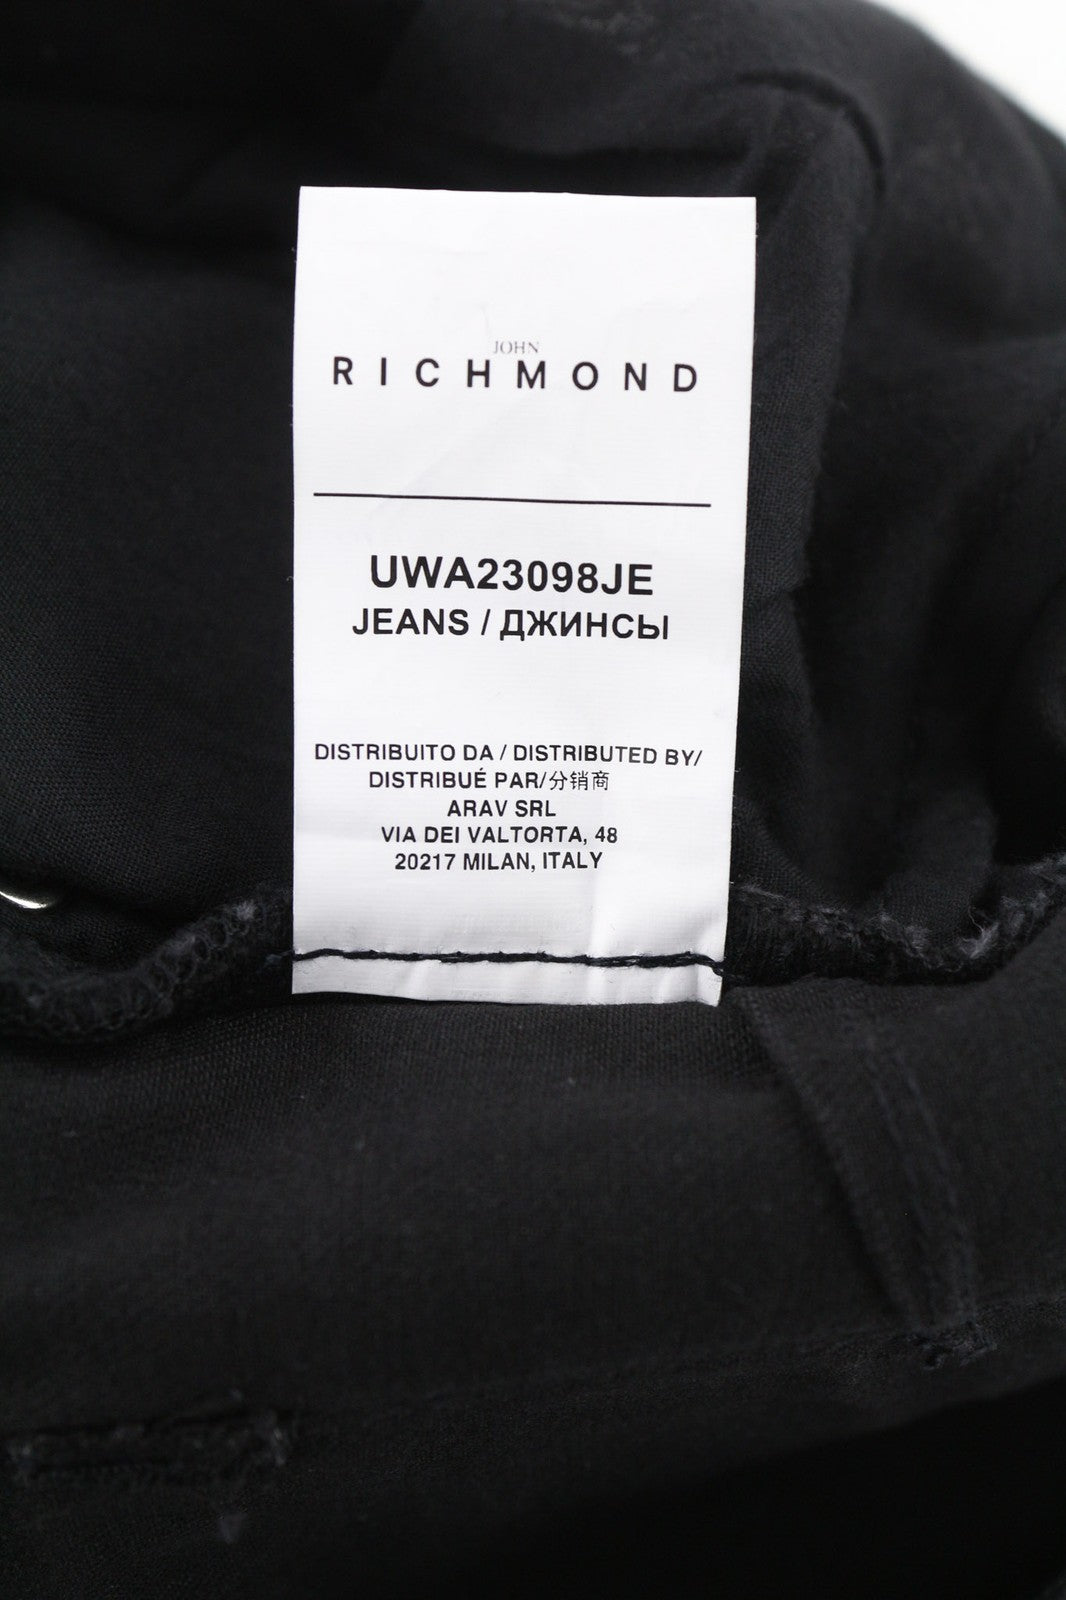 JOHN
RICHMOND
UWA23098JE
JEANS / ДЖИНСЫ
DISTRIBUITO DA / DISTRIBUTED BY/
DISTRIBUÉ PAR/分销商
ARAV SRL
VIA DEI VALTORTA, 48
20217 MILAN, ITALY